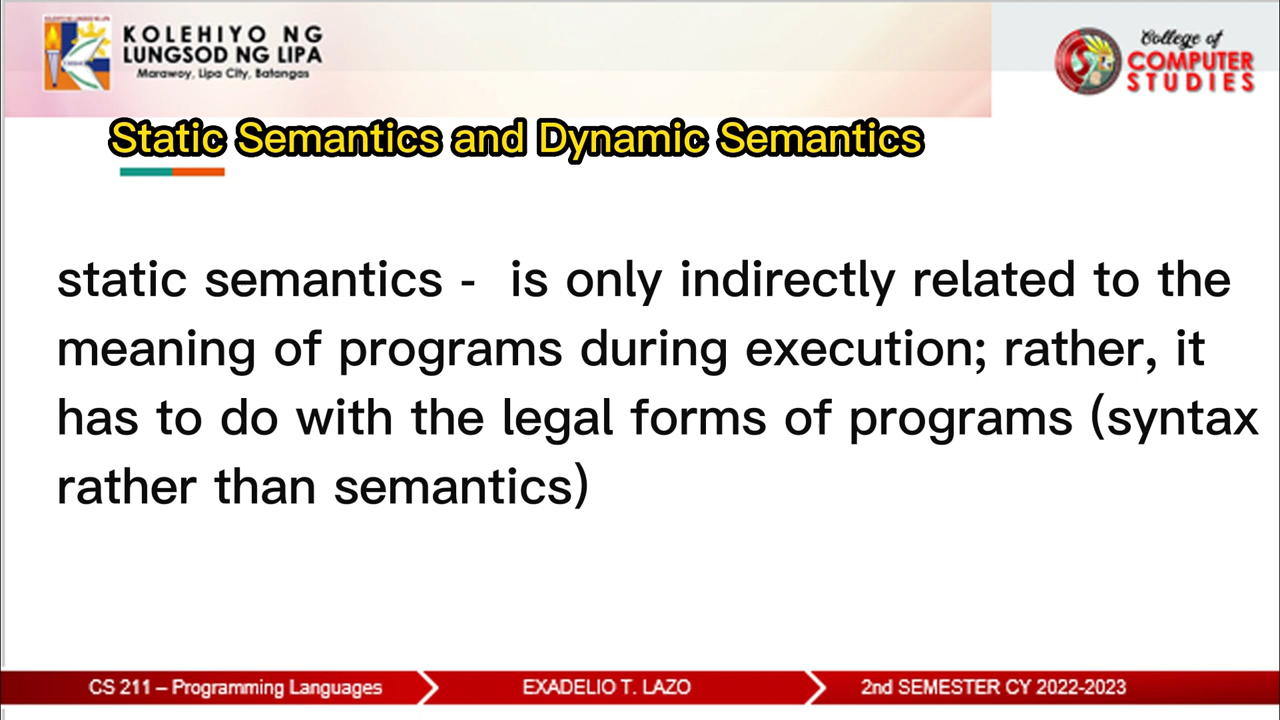 KOLEHIYO NG
LUNGSOD NG LIPA
Marawoy, Lipa City, Batangas
College of
COMPUTER
STUDIES
Static Semantics and Dynamic Semantics
static semantics - is only indirectly related to the
meaning of programs during execution; rather, it
has to do with the legal forms of programs (syntax
rather than semantics)
CS 211 – Programming Languages
EXADELIO T. LAZO
2nd SEMESTER CY 2022-2023